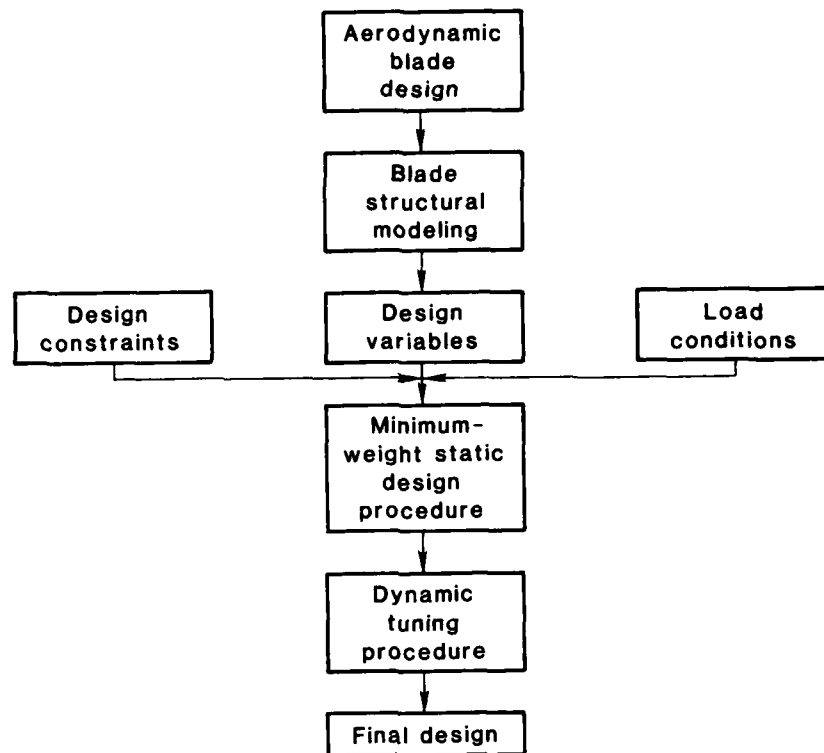 Aerodynamic
blade
design
Blade
structural
modeling
Design
constraints
Design
variables
Load
conditions
Minimum-
weight static
design
procedure
Dynamic
tuning
procedure
Final design